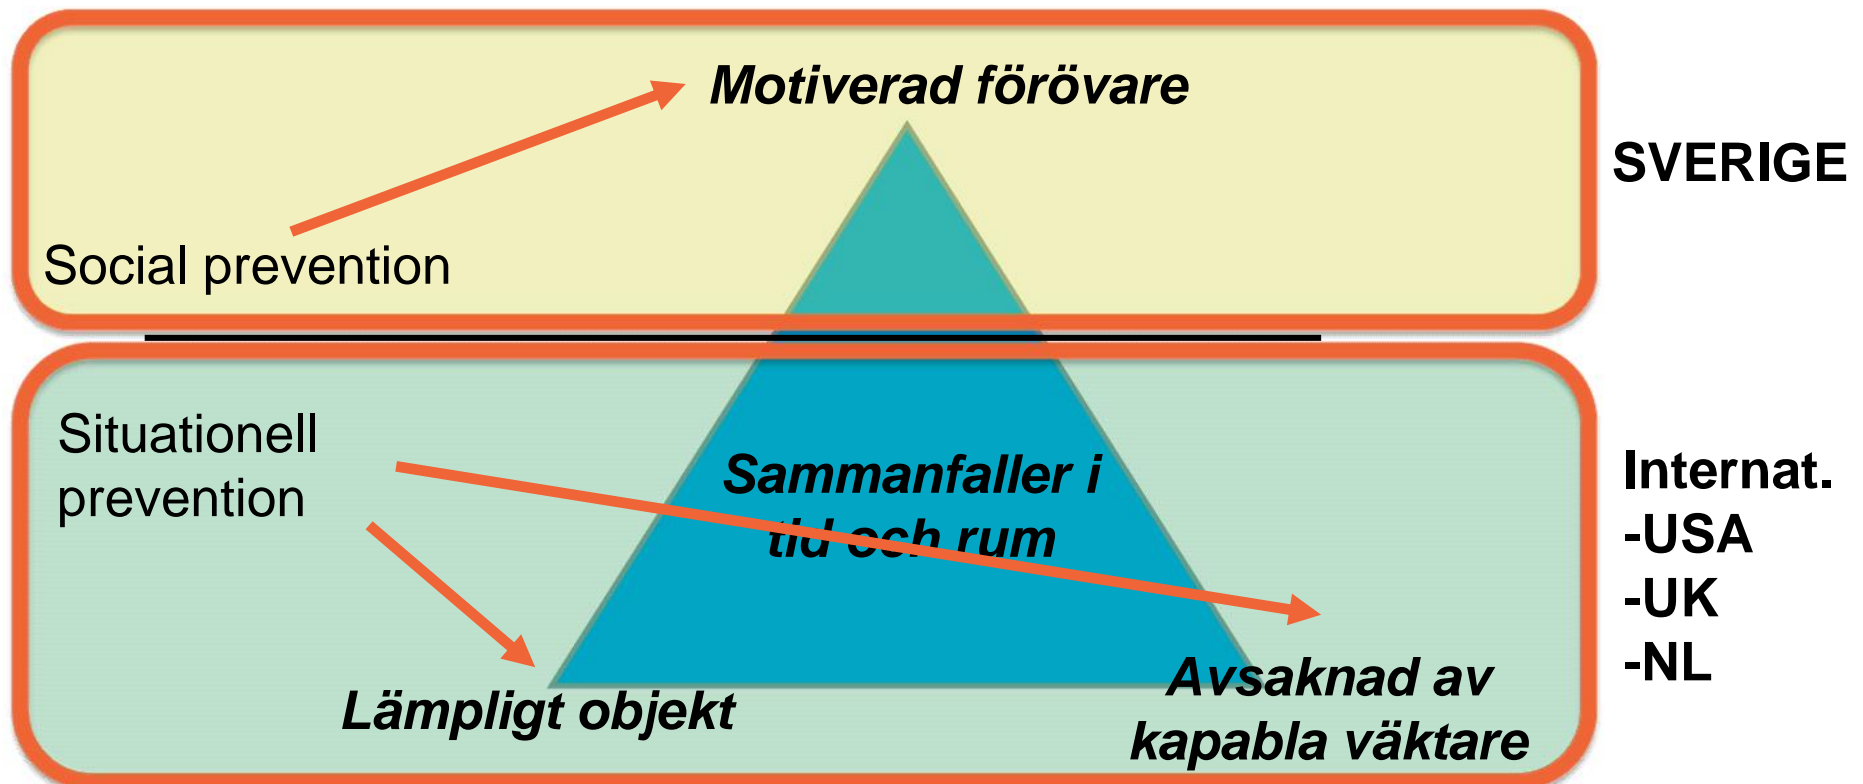 Motiverad förövare
SVERIGE
Social prevention
Situationell
prevention
Sammanfaller i
tid och rum
Internat.
-USA
-UK
-NL
Lämpligt objekt
Avsaknad av
kapabla väktare